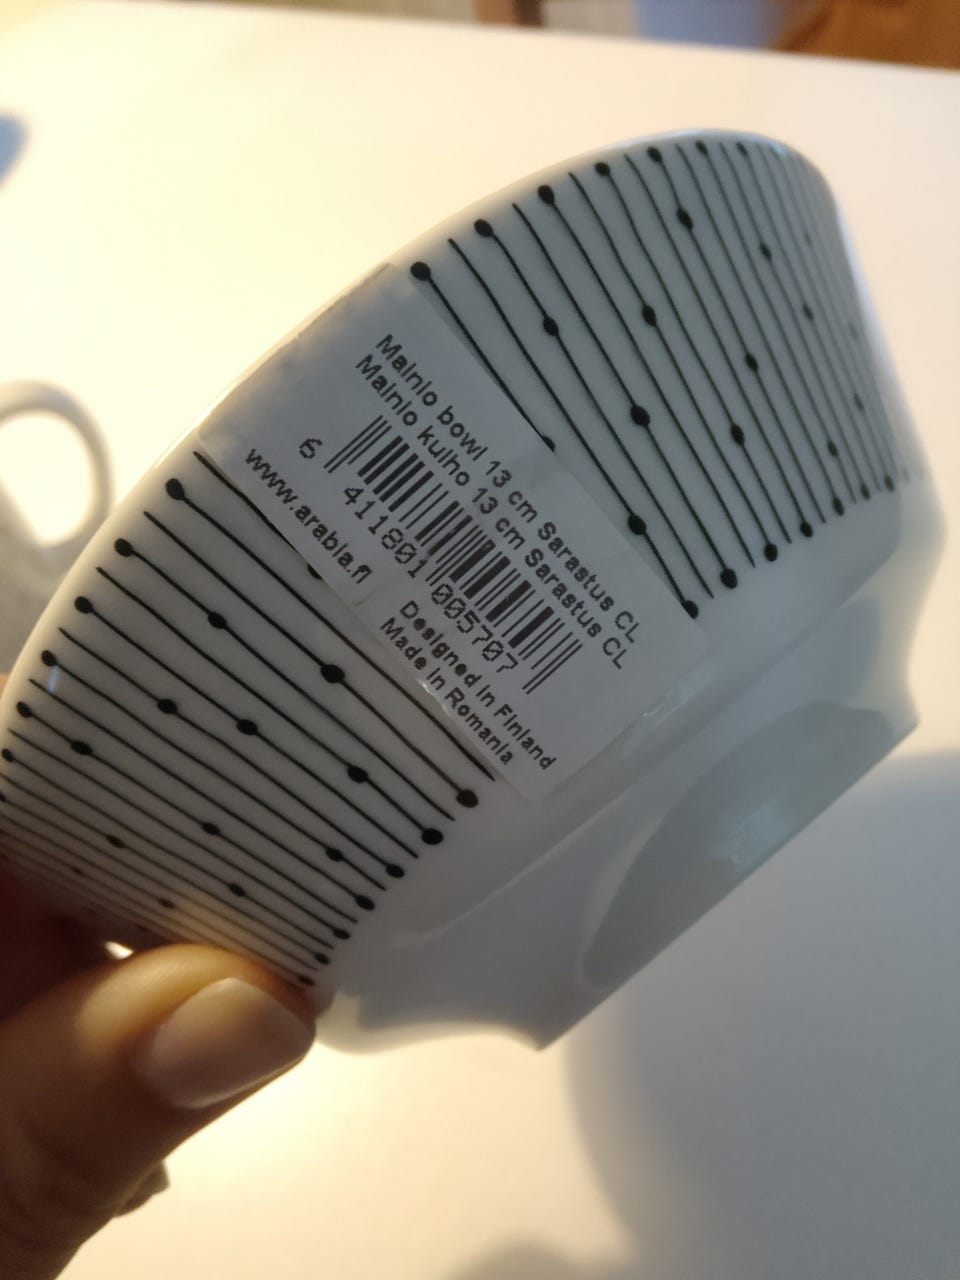 Mainio bowl 13 cm Sarastus CL
Mainio kulho 13 cm Sarastus CL
6 411801 005707
www.arabia.fi
Designed in Finland
Made in Romania